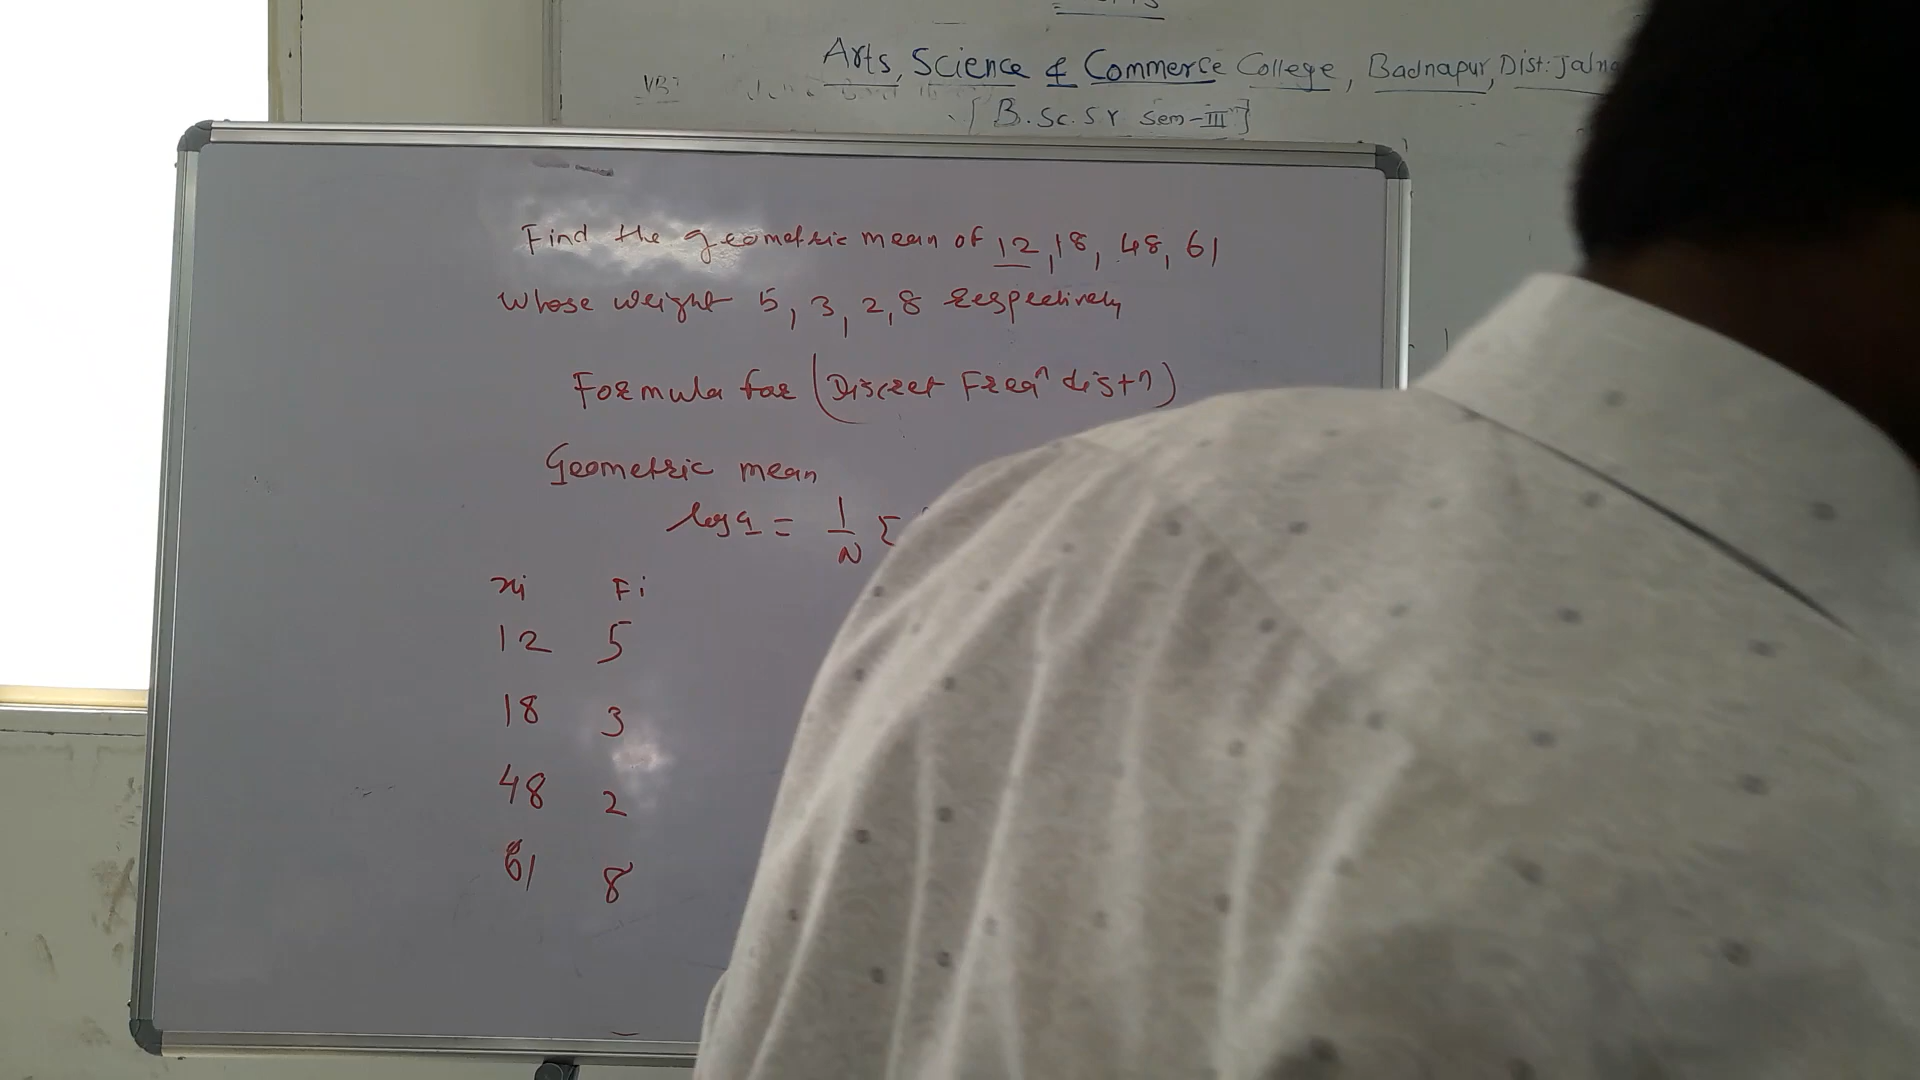 Arts, Science & Commerce College, Badnapur, Dist: Jalna
[B.Sc. SY Sem-III]
Find the geometric mean of 12, 18, 48, 61
whose weight 5, 3, 2, 8 respectively
Formula for (Discret Freqn distn)
Geometric mean
log G = 1/N Σ
xi Fi
12 5
18 3
48 2
61 8